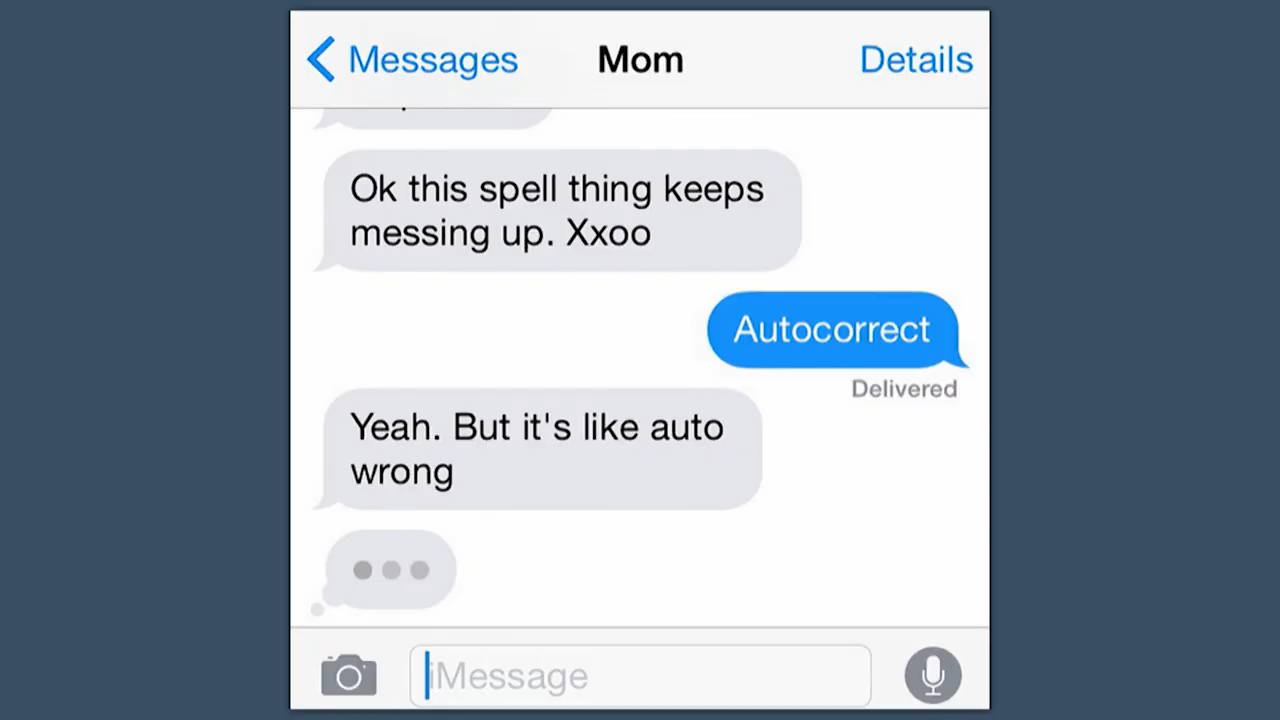 Messages Mom Details
Ok this spell thing keeps
messing up. Xxoo
Autocorrect
Delivered
Yeah. But it's like auto
wrong
iMessage